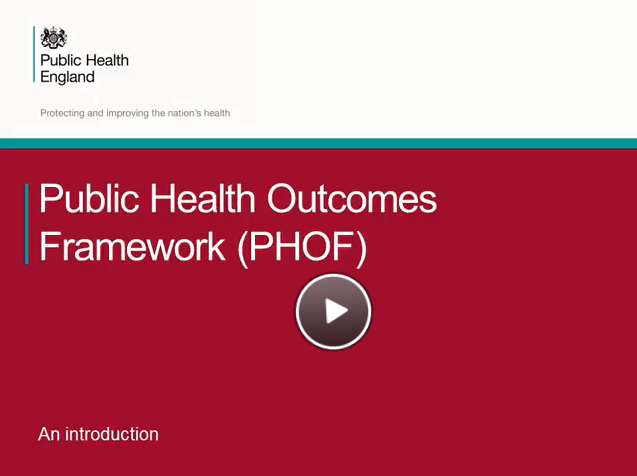 Public Health
England
Protecting and improving the nation's health
Public Health Outcomes
Framework (PHOF)
An introduction